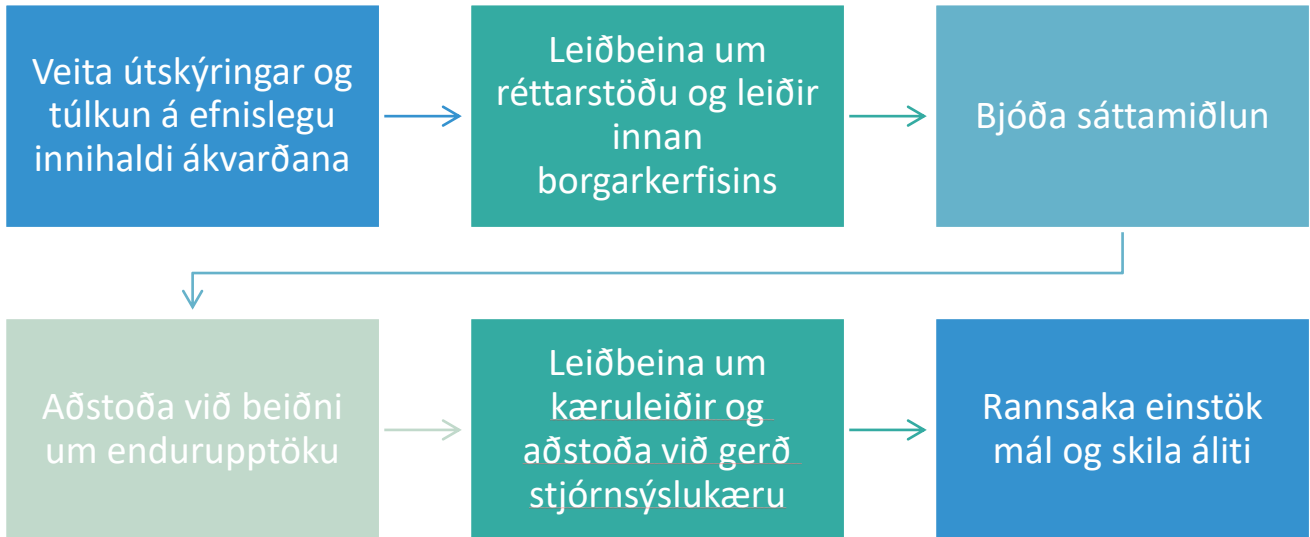 Veita útskýringar og
túlkun á efnislegu
innihaldi ákvarðana
Leiðbeina um
réttarstöðu og leiðir
innan
borgarkerfisins
Bjóða sáttamiðlun
Aðstoða við beiðni
um endurupptöku
Leiðbeina um
kæruleiðir og
aðstoða við gerð
stjórnsýslukæru
Rannsaka einstök
mál og skila áliti